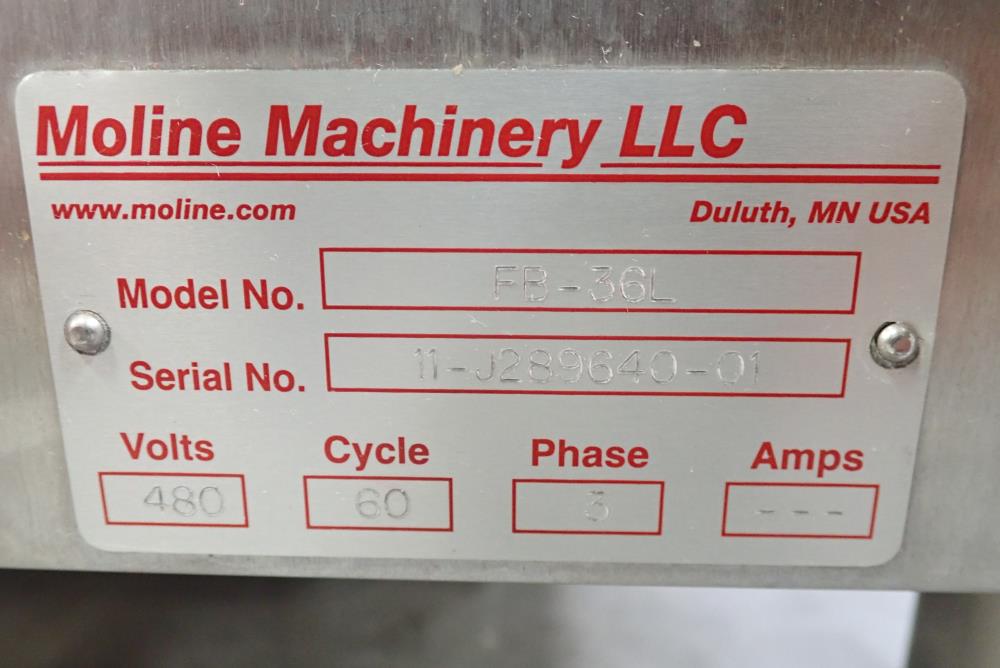 Moline Machinery LLC
www.moline.com Duluth, MN USA
Model No. FB-36L
Serial No. 11-J289640-01
Volts Cycle Phase Amps
480 60 3 ---